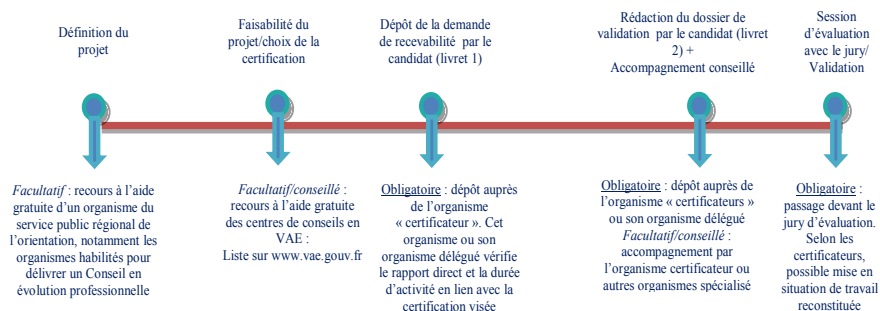 Définition du
projet
Faisabilité du
projet/choix de la
certification
Dépôt de la demande
de recevabilité par le
candidat (livret 1)
Rédaction du dossier de
validation par le candidat (livret
2) +
Accompagnement conseillé
Session
d’évaluation
avec le jury/
Validation
Facultatif : recours à l’aide
gratuite d’un organisme du
service public régional de
l’orientation, notamment les
organismes habilités pour
délivrer un Conseil en
évolution professionnelle
Facultatif/conseillé :
recours à l’aide gratuite
des centres de conseils en
VAE :
Liste sur www.vae.gouv.fr
Obligatoire : dépôt auprès
de l’organisme
« certificateur ». Cet
organisme ou son
organisme délégué vérifie
le rapport direct et la durée
d’activité en lien avec la
certification visée
Obligatoire : dépôt auprès de
l’organisme « certificateurs »
ou son organisme délégué
Facultatif/conseillé :
accompagnement par
l’organisme certificateur ou
autres organismes spécialisé
Obligatoire :
passage devant le
jury d’évaluation.
Selon les
certificateurs,
possible mise en
situation de travail
reconstituée